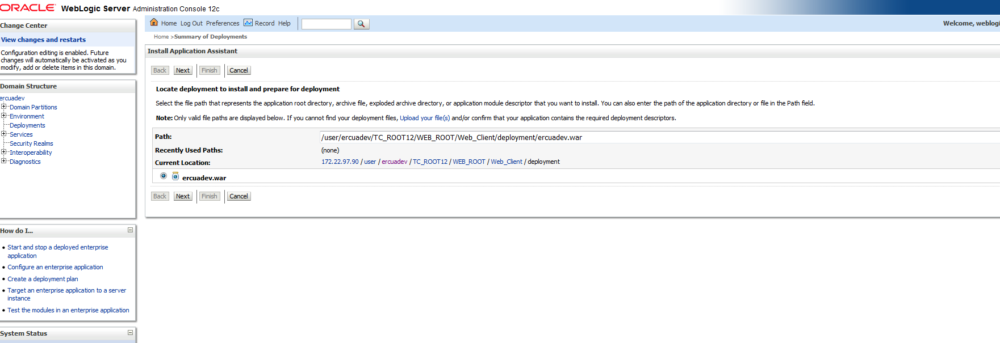 ORACLE WebLogic Server Administration Console 12c
Change Center
View changes and restarts
Configuration editing is enabled. Future
changes will automatically be activated as you
modify, add or delete items in this domain.
Domain Structure
ercuadev
Domain Partitions
Environment
Deployments
Services
Security Realms
Interoperability
Diagnostics
How do I...
Start and stop a deployed enterprise
application
Configure an enterprise application
Create a deployment plan
Target an enterprise application to a server
instance
Test the modules in an enterprise application
System Status
Home Log Out Preferences Record Help
Welcome, weblogi
Home >Summary of Deployments
Install Application Assistant
Back Next Finish Cancel
Locate deployment to install and prepare for deployment
Select the file path that represents the application root directory, archive file, exploded archive directory, or application module descriptor that you want to install. You can also enter the path of the application directory or file in the Path field.
Note: Only valid file paths are displayed below. If you cannot find your deployment files, Upload your file(s) and/or confirm that your application contains the required deployment descriptors.
Path: /user/ercuadev/TC_ROOT12/WEB_ROOT/Web_Client/deployment/ercuadev.war
Recently Used Paths: (none)
Current Location: 172.22.97.90 / user / ercuadev / TC_ROOT12 / WEB_ROOT / Web_Client / deployment
ercuadev.war
Back Next Finish Cancel